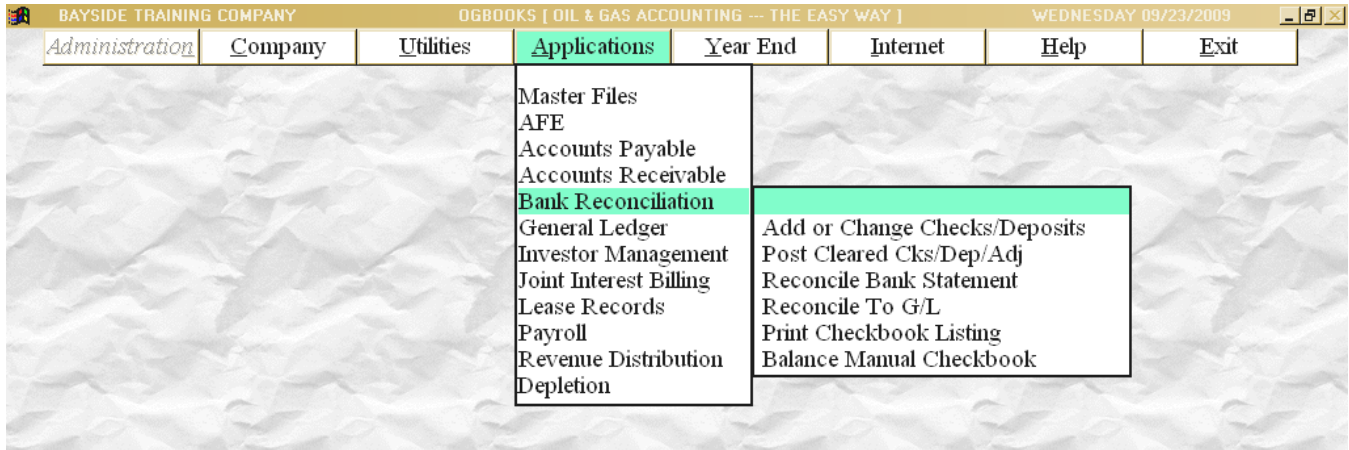 BAYSIDE TRAINING COMPANY OGBOOKS [ OIL & GAS ACCOUNTING --- THE EASY WAY ] WEDNESDAY 09/23/2009
Administration Company Utilities Applications Year End Internet Help Exit
Master Files
AFE
Accounts Payable
Accounts Receivable
Bank Reconciliation
General Ledger
Investor Management
Joint Interest Billing
Lease Records
Payroll
Revenue Distribution
Depletion
Add or Change Checks/Deposits
Post Cleared Cks/Dep/Adj
Reconcile Bank Statement
Reconcile To G/L
Print Checkbook Listing
Balance Manual Checkbook